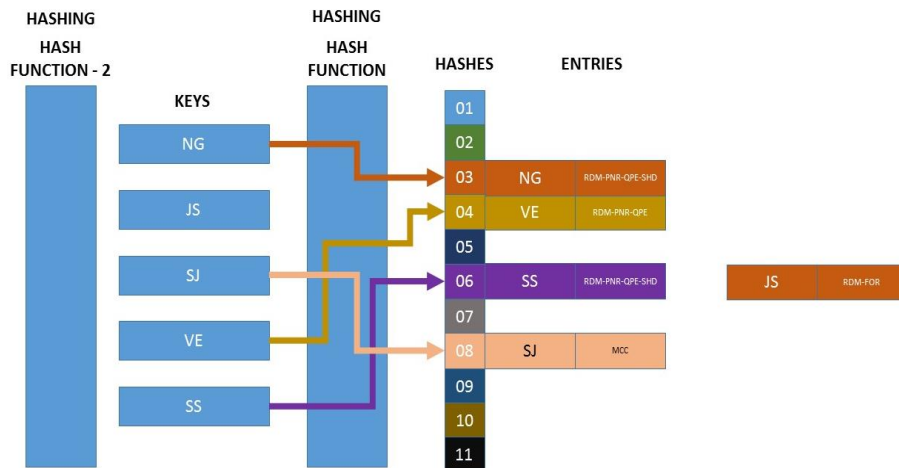 HASHING
HASH
FUNCTION - 2
KEYS
NG
JS
SJ
VE
SS
HASHING
HASH
FUNCTION
HASHES
ENTRIES
01
02
03 NG RDM-PNR-QPE-SHD
04 VE RDM-PNR-QPE
05
06 SS RDM-PNR-QPE-SHD JS RDM-FOR
07
08 SJ MCC
09
10
11